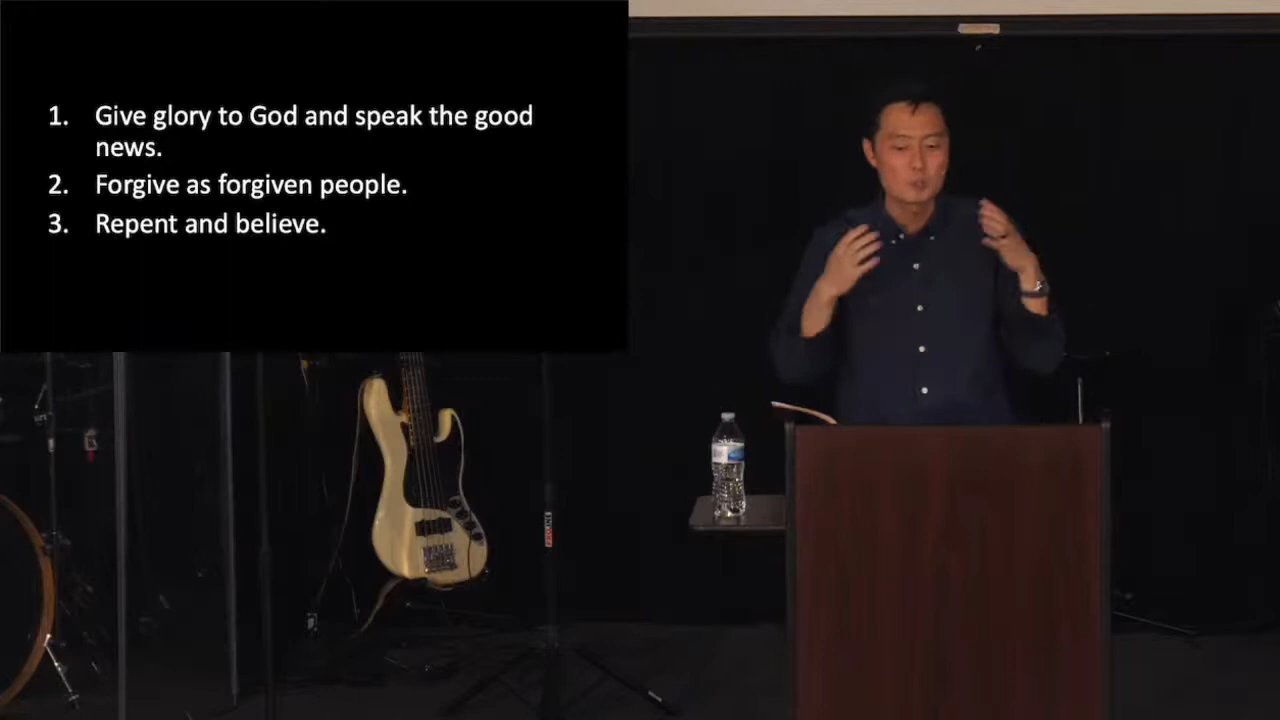 1. Give glory to God and speak the good
news.
2. Forgive as forgiven people.
3. Repent and believe.
PROLINE